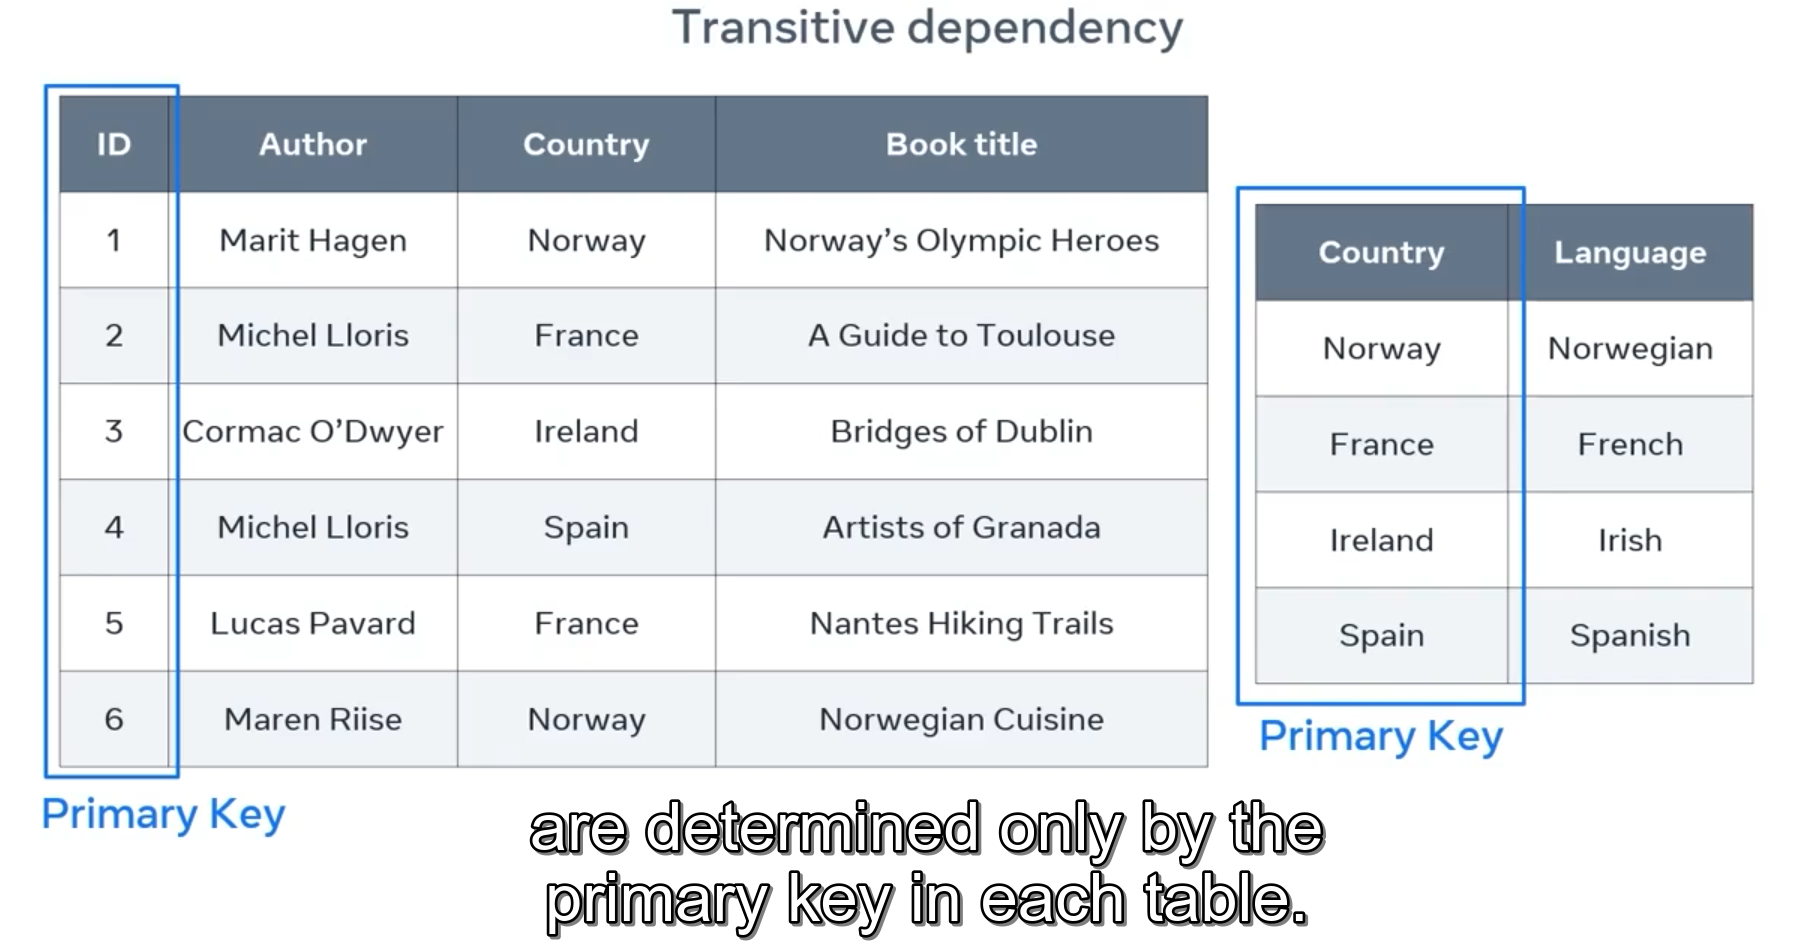 Transitive dependency
ID Author Country Book title
1 Marit Hagen Norway Norway’s Olympic Heroes
2 Michel Lloris France A Guide to Toulouse
3 Cormac O’Dwyer Ireland Bridges of Dublin
4 Michel Lloris Spain Artists of Granada
5 Lucas Pavard France Nantes Hiking Trails
6 Maren Riise Norway Norwegian Cuisine
Primary Key
Country Language
Norway Norwegian
France French
Ireland Irish
Spain Spanish
Primary Key
are determined only by the
primary key in each table.